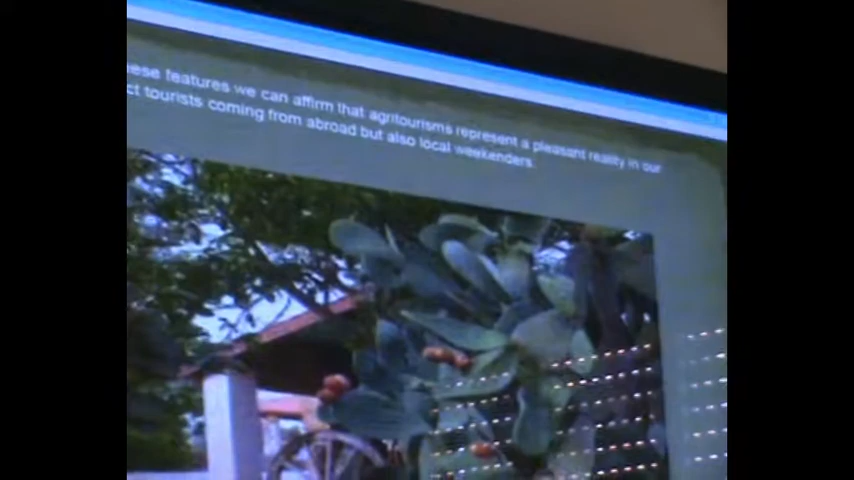 ese features we can affirm that agritourisms represent a pleasant reality in our
ct tourists coming from abroad but also local weekenders.